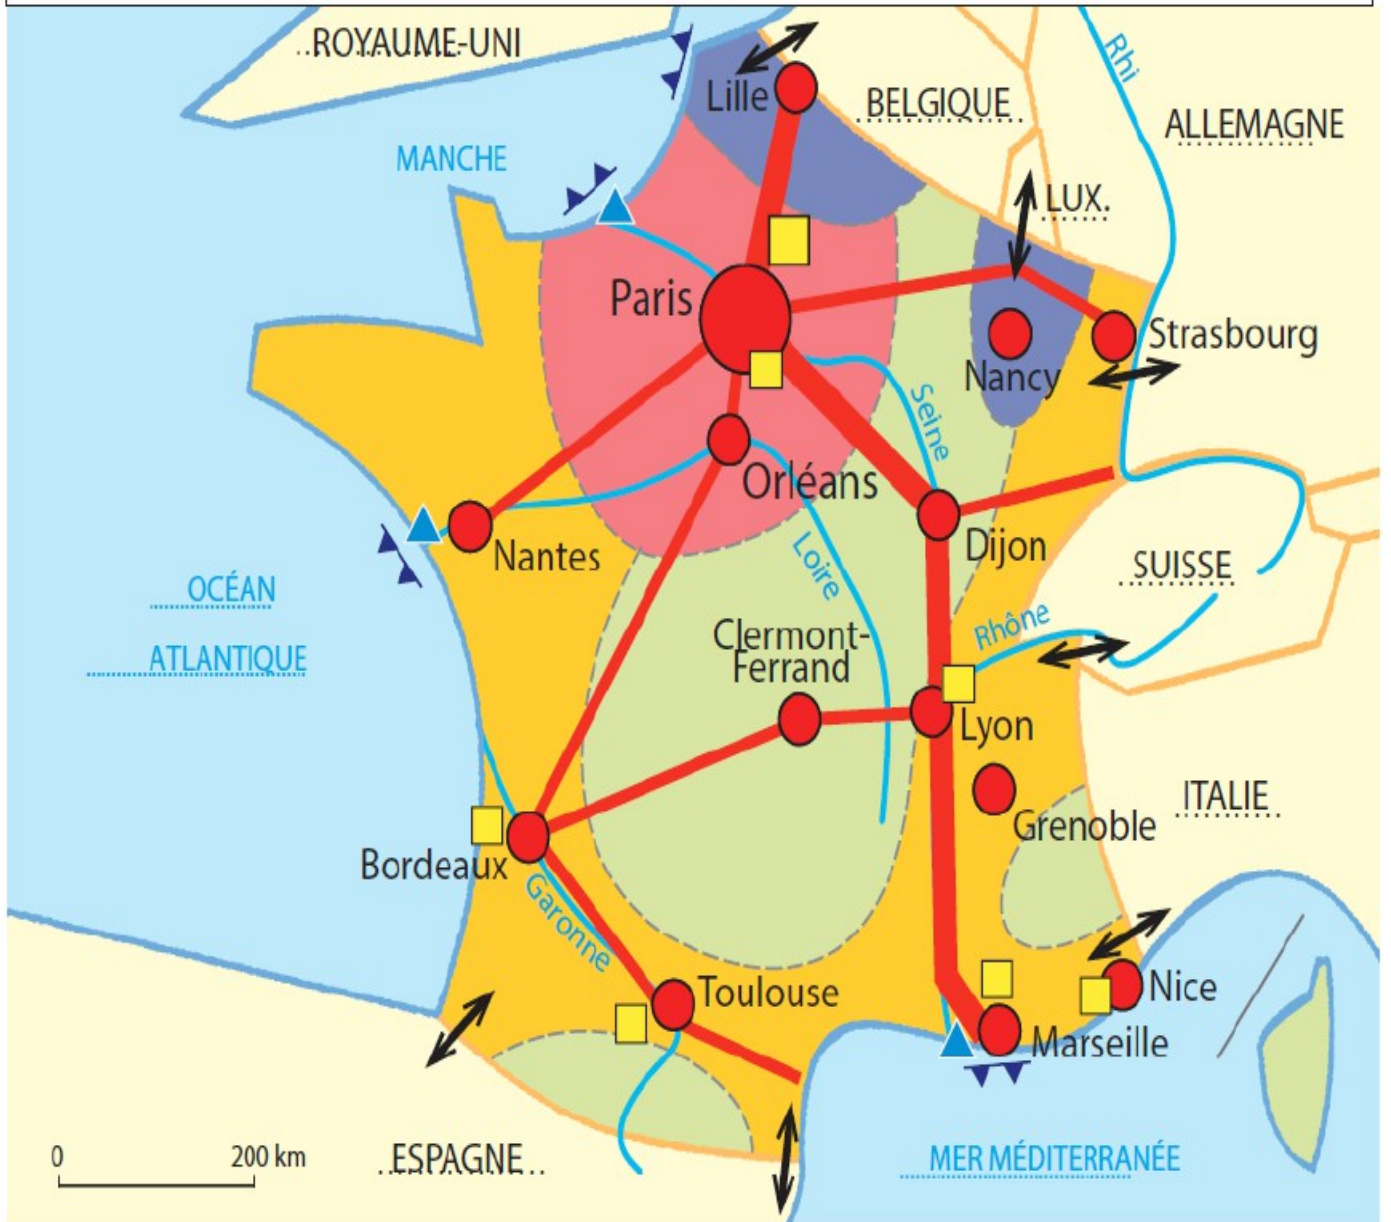 ROYAUME-UNI
Rhi
Lille
BELGIQUE
ALLEMAGNE
MANCHE
LUX.
Paris
Strasbourg
Nancy
Seine
Orléans
Nantes
Dijon
Loire
SUISSE
OCÉAN
ATLANTIQUE
Rhône
Clermont-
Ferrand
Lyon
ITALIE
Grenoble
Bordeaux
Garonne
Toulouse
Nice
Marseille
0 200 km
ESPAGNE
MER MÉDITERRANÉE